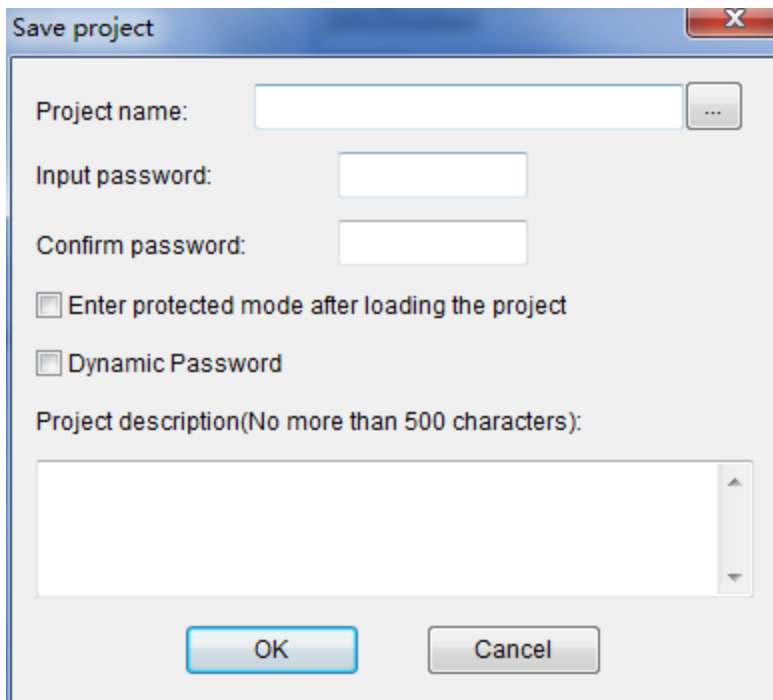 Save project
Project name:
...
Input password:
Confirm password:
Enter protected mode after loading the project
Dynamic Password
Project description(No more than 500 characters):
OK Cancel